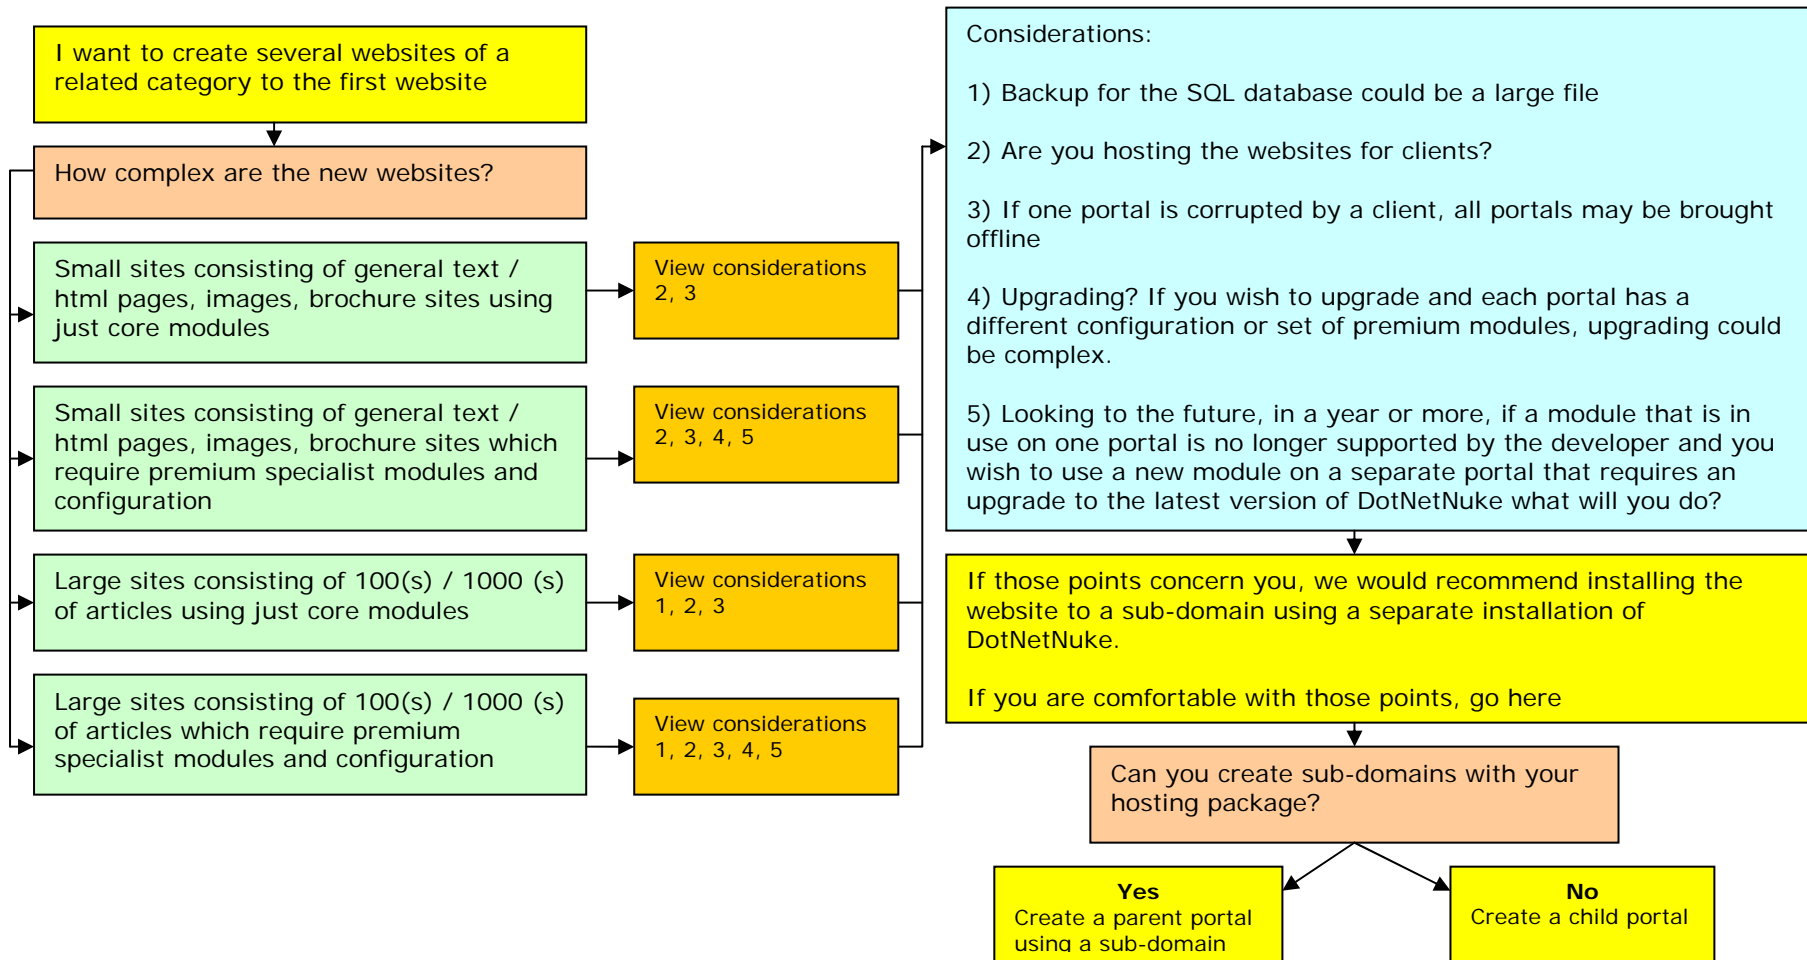 I want to create several websites of a
related category to the first website
How complex are the new websites?
Small sites consisting of general text /
html pages, images, brochure sites using
just core modules
View considerations
2, 3
Small sites consisting of general text /
html pages, images, brochure sites which
require premium specialist modules and
configuration
View considerations
2, 3, 4, 5
Large sites consisting of 100(s) / 1000 (s)
of articles using just core modules
View considerations
1, 2, 3
Large sites consisting of 100(s) / 1000 (s)
of articles which require premium
specialist modules and configuration
View considerations
1, 2, 3, 4, 5
Considerations:
1) Backup for the SQL database could be a large file
2) Are you hosting the websites for clients?
3) If one portal is corrupted by a client, all portals may be brought
offline
4) Upgrading? If you wish to upgrade and each portal has a
different configuration or set of premium modules, upgrading could
be complex.
5) Looking to the future, in a year or more, if a module that is in
use on one portal is no longer supported by the developer and you
wish to use a new module on a separate portal that requires an
upgrade to the latest version of DotNetNuke what will you do?
If those points concern you, we would recommend installing the
website to a sub-domain using a separate installation of
DotNetNuke.
If you are comfortable with those points, go here
Can you create sub-domains with your
hosting package?
Yes
Create a parent portal
using a sub-domain
No
Create a child portal